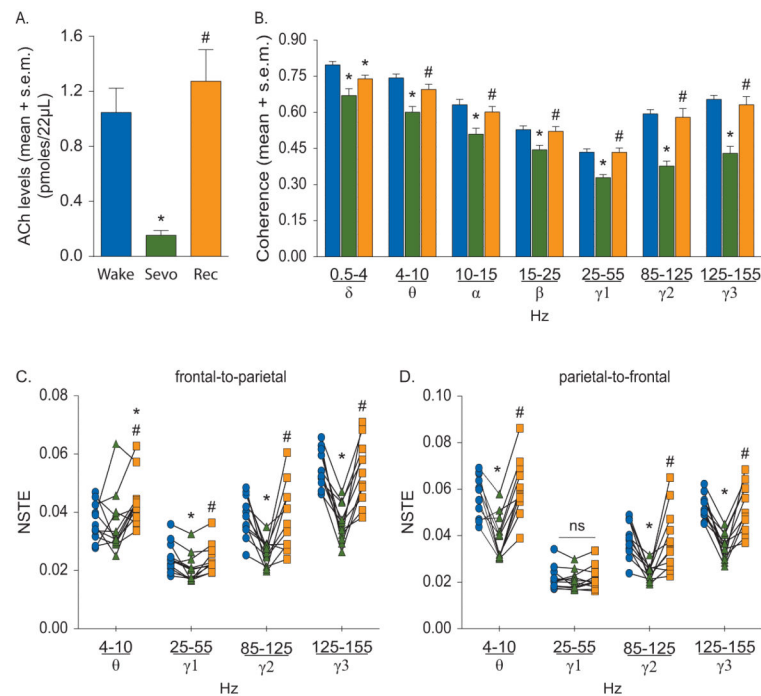 A.
ACh levels (mean + s.e.m.)
(pmoles/22µL)
1.6
1.2
0.8
0.4
0.0
*
#
Wake Sevo Rec
B.
Coherence (mean + s.e.m.)
0.90
0.75
0.60
0.45
0.30
0.15
0.00
* * * # * # * # * # * # * #
0.5-4 4-10 10-15 15-25 25-55 85-125 125-155
δ θ α β γ1 γ2 γ3
Hz
C.
frontal-to-parietal
NSTE
0.08
0.06
0.04
0.02
0.00
*
#
* # * # * #
4-10 25-55 85-125 125-155
θ γ1 γ2 γ3
Hz
D.
parietal-to-frontal
NSTE
0.10
0.08
0.06
0.04
0.02
0.00
* # ns * # * #
4-10 25-55 85-125 125-155
θ γ1 γ2 γ3
Hz